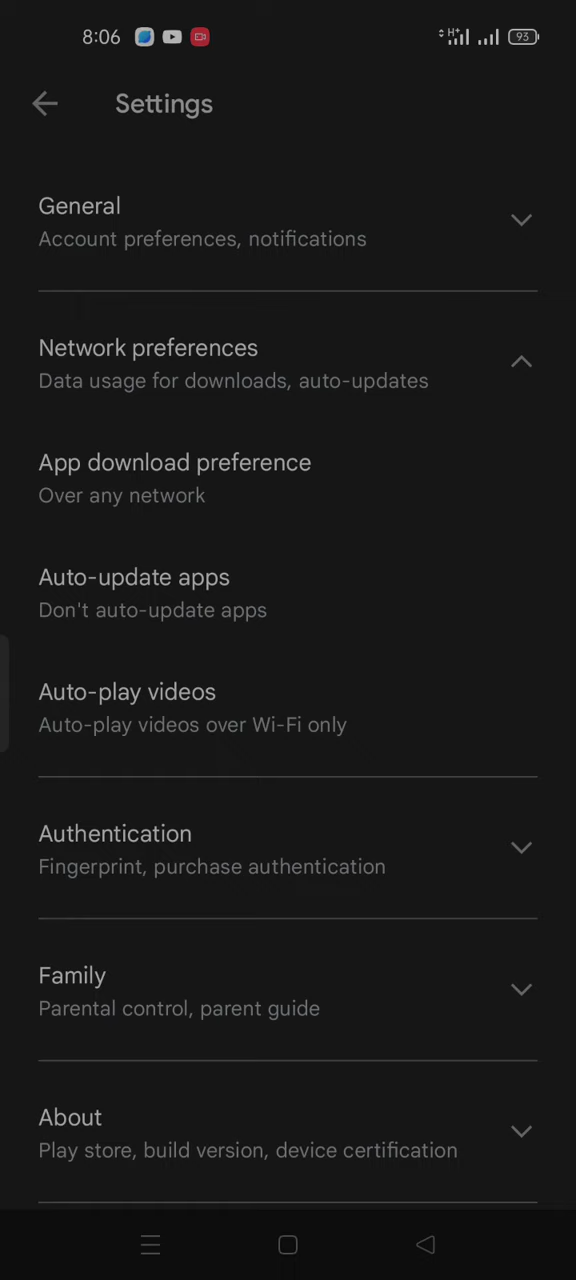 8:06
H+
93
Settings
General
Account preferences, notifications
Network preferences
Data usage for downloads, auto-updates
App download preference
Over any network
Auto-update apps
Don't auto-update apps
Auto-play videos
Auto-play videos over Wi-Fi only
Authentication
Fingerprint, purchase authentication
Family
Parental control, parent guide
About
Play store, build version, device certification